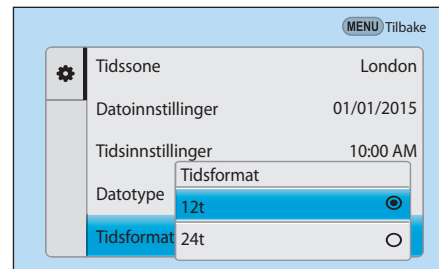 MENU Tilbake
Tidssone London
Datoinnstillinger 01/01/2015
Tidsinnstillinger 10:00 AM
Tidsformat
Datotype
12t
Tidsformat 24t